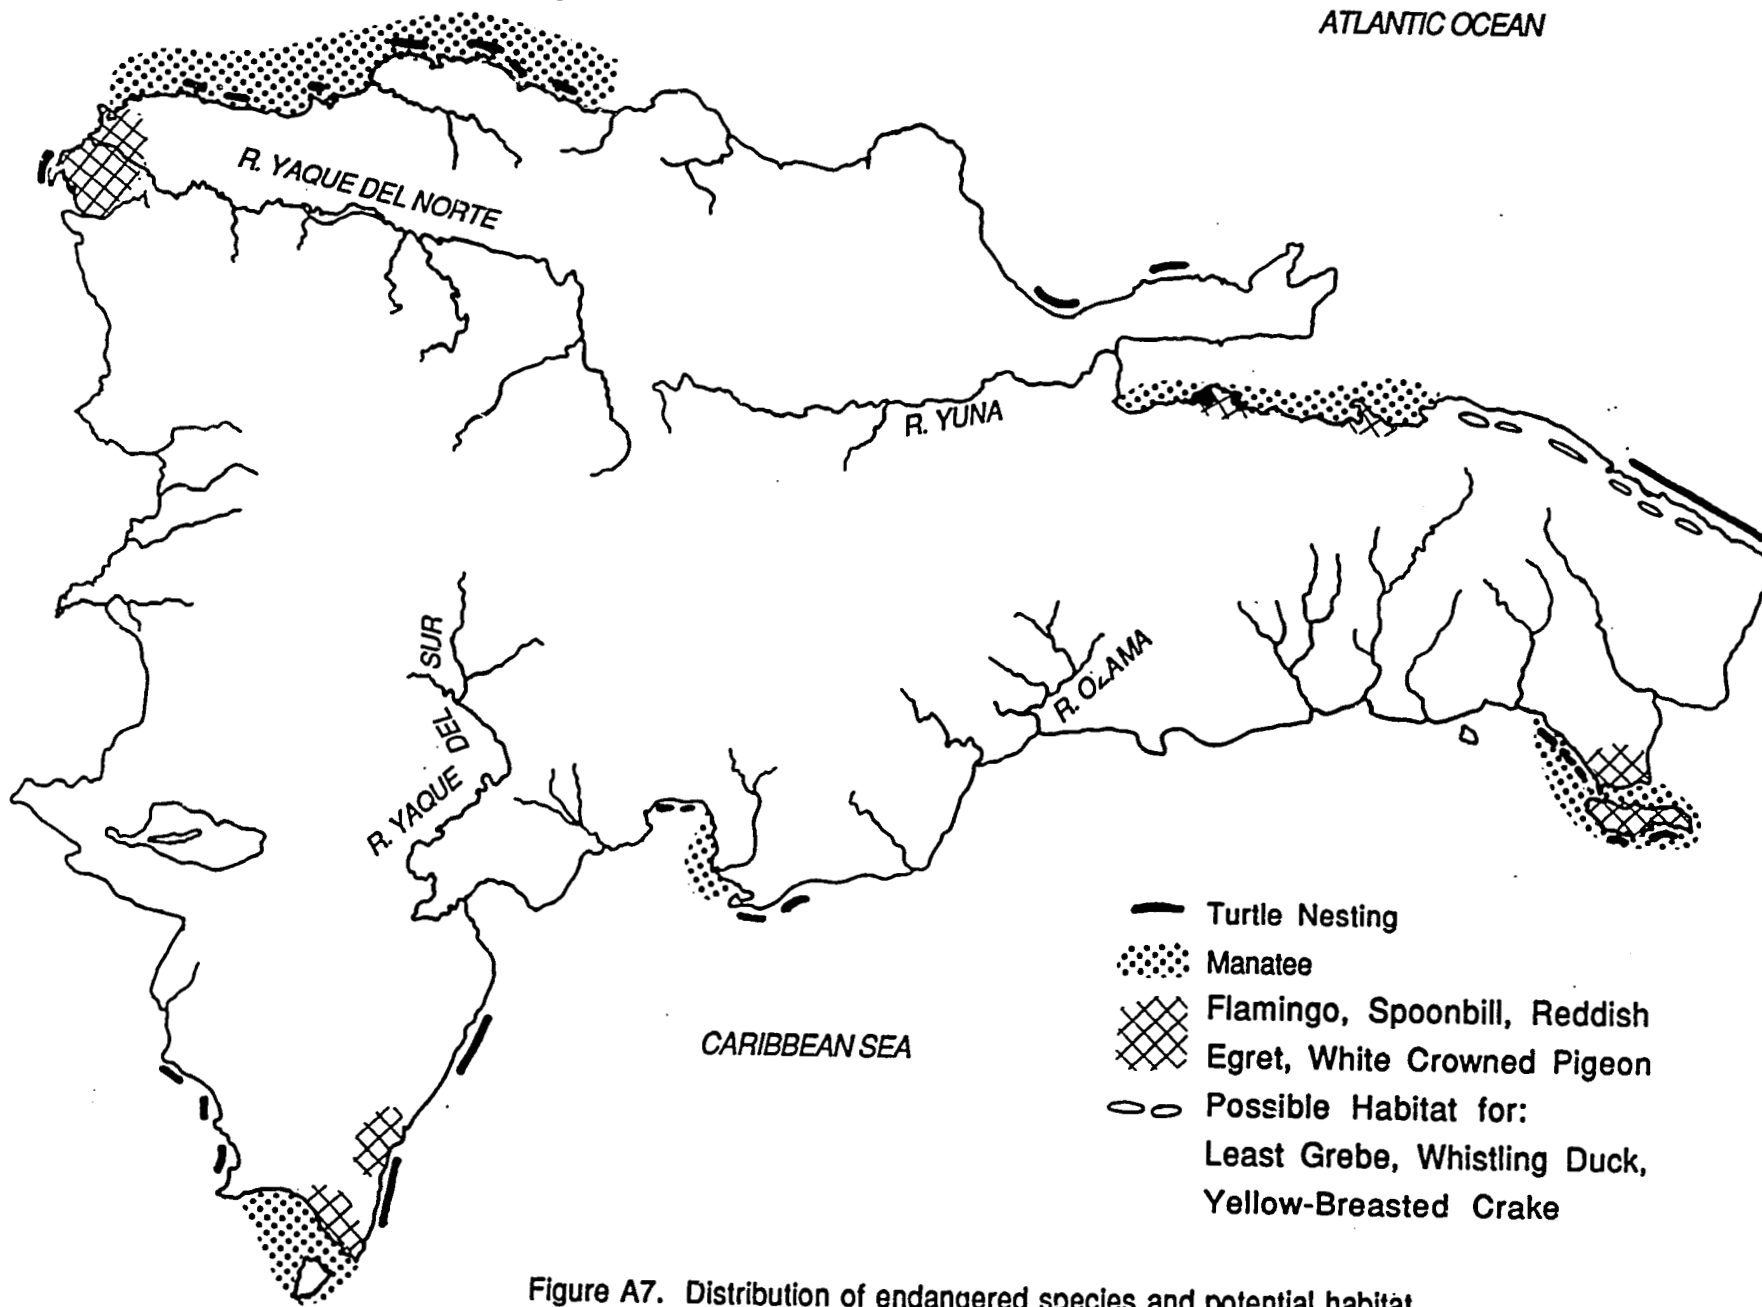 ATLANTIC OCEAN
R. YAQUE DEL NORTE
R. YUNA
R. YAQUE DEL SUR
R. OZAMA
CARIBBEAN SEA
Turtle Nesting
Manatee
Flamingo, Spoonbill, Reddish
Egret, White Crowned Pigeon
Possible Habitat for:
Least Grebe, Whistling Duck,
Yellow-Breasted Crake
Figure A7. Distribution of endangered species and potential habitat